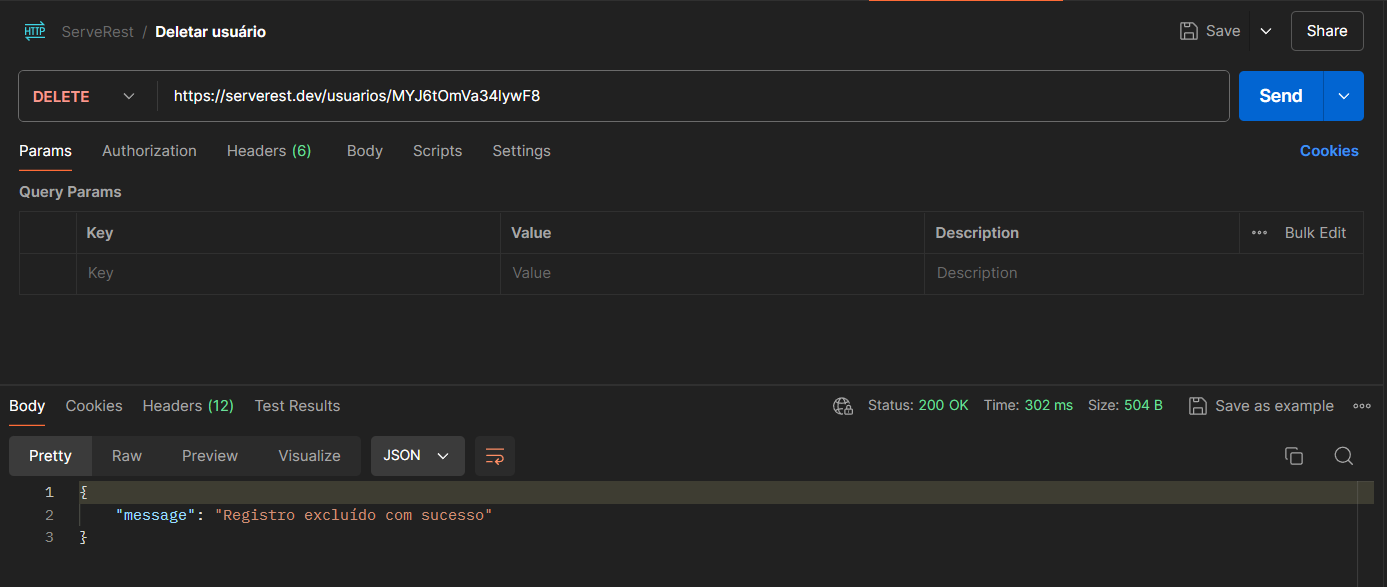 HTTP ServeRest / Deletar usuário Save Share
DELETE https://serverest.dev/usuarios/MYJ6tOmVa34lywF8 Send
Params Authorization Headers (6) Body Scripts Settings Cookies
Query Params
Key Value Description Bulk Edit
Key Value Description
Body Cookies Headers (12) Test Results Status: 200 OK Time: 302 ms Size: 504 B Save as example
Pretty Raw Preview Visualize JSON
1 {
2 "message": "Registro excluído com sucesso"
3 }